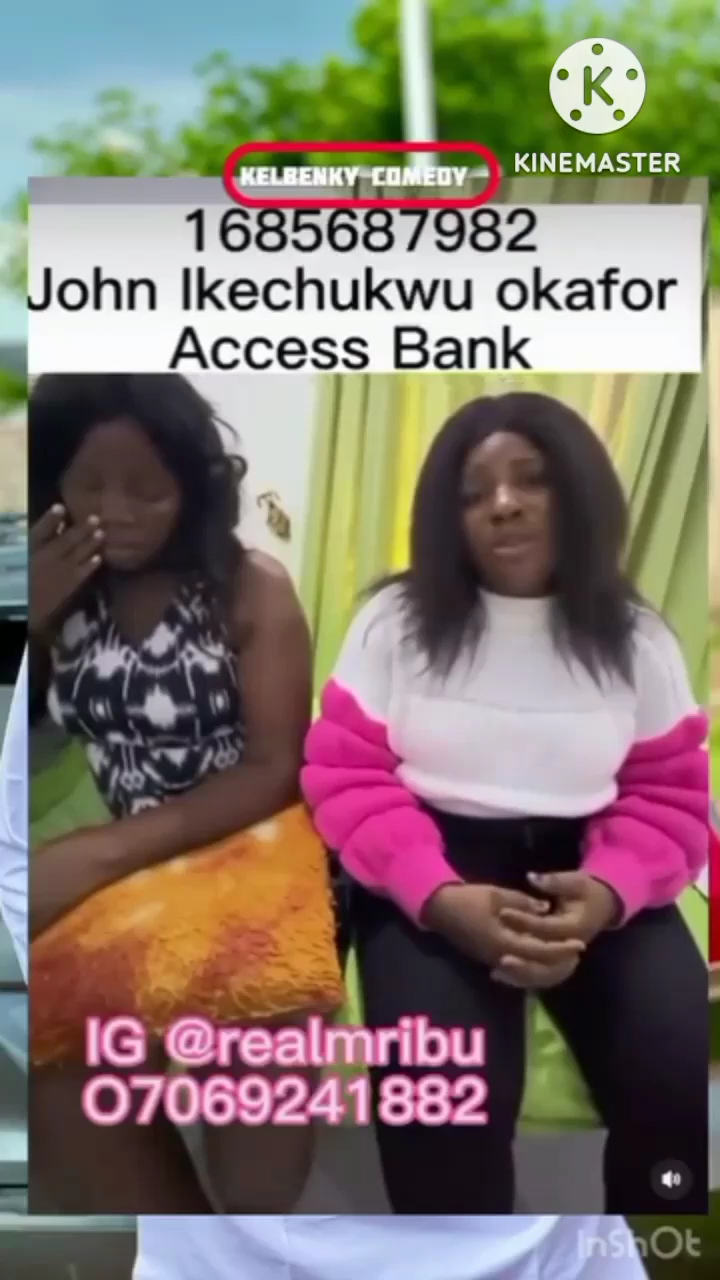 K
KINEMASTER
KELBENKY COMEDY
1685687982
John Ikechukwu okafor
Access Bank
IG @realmribu
07069241882
InShOt